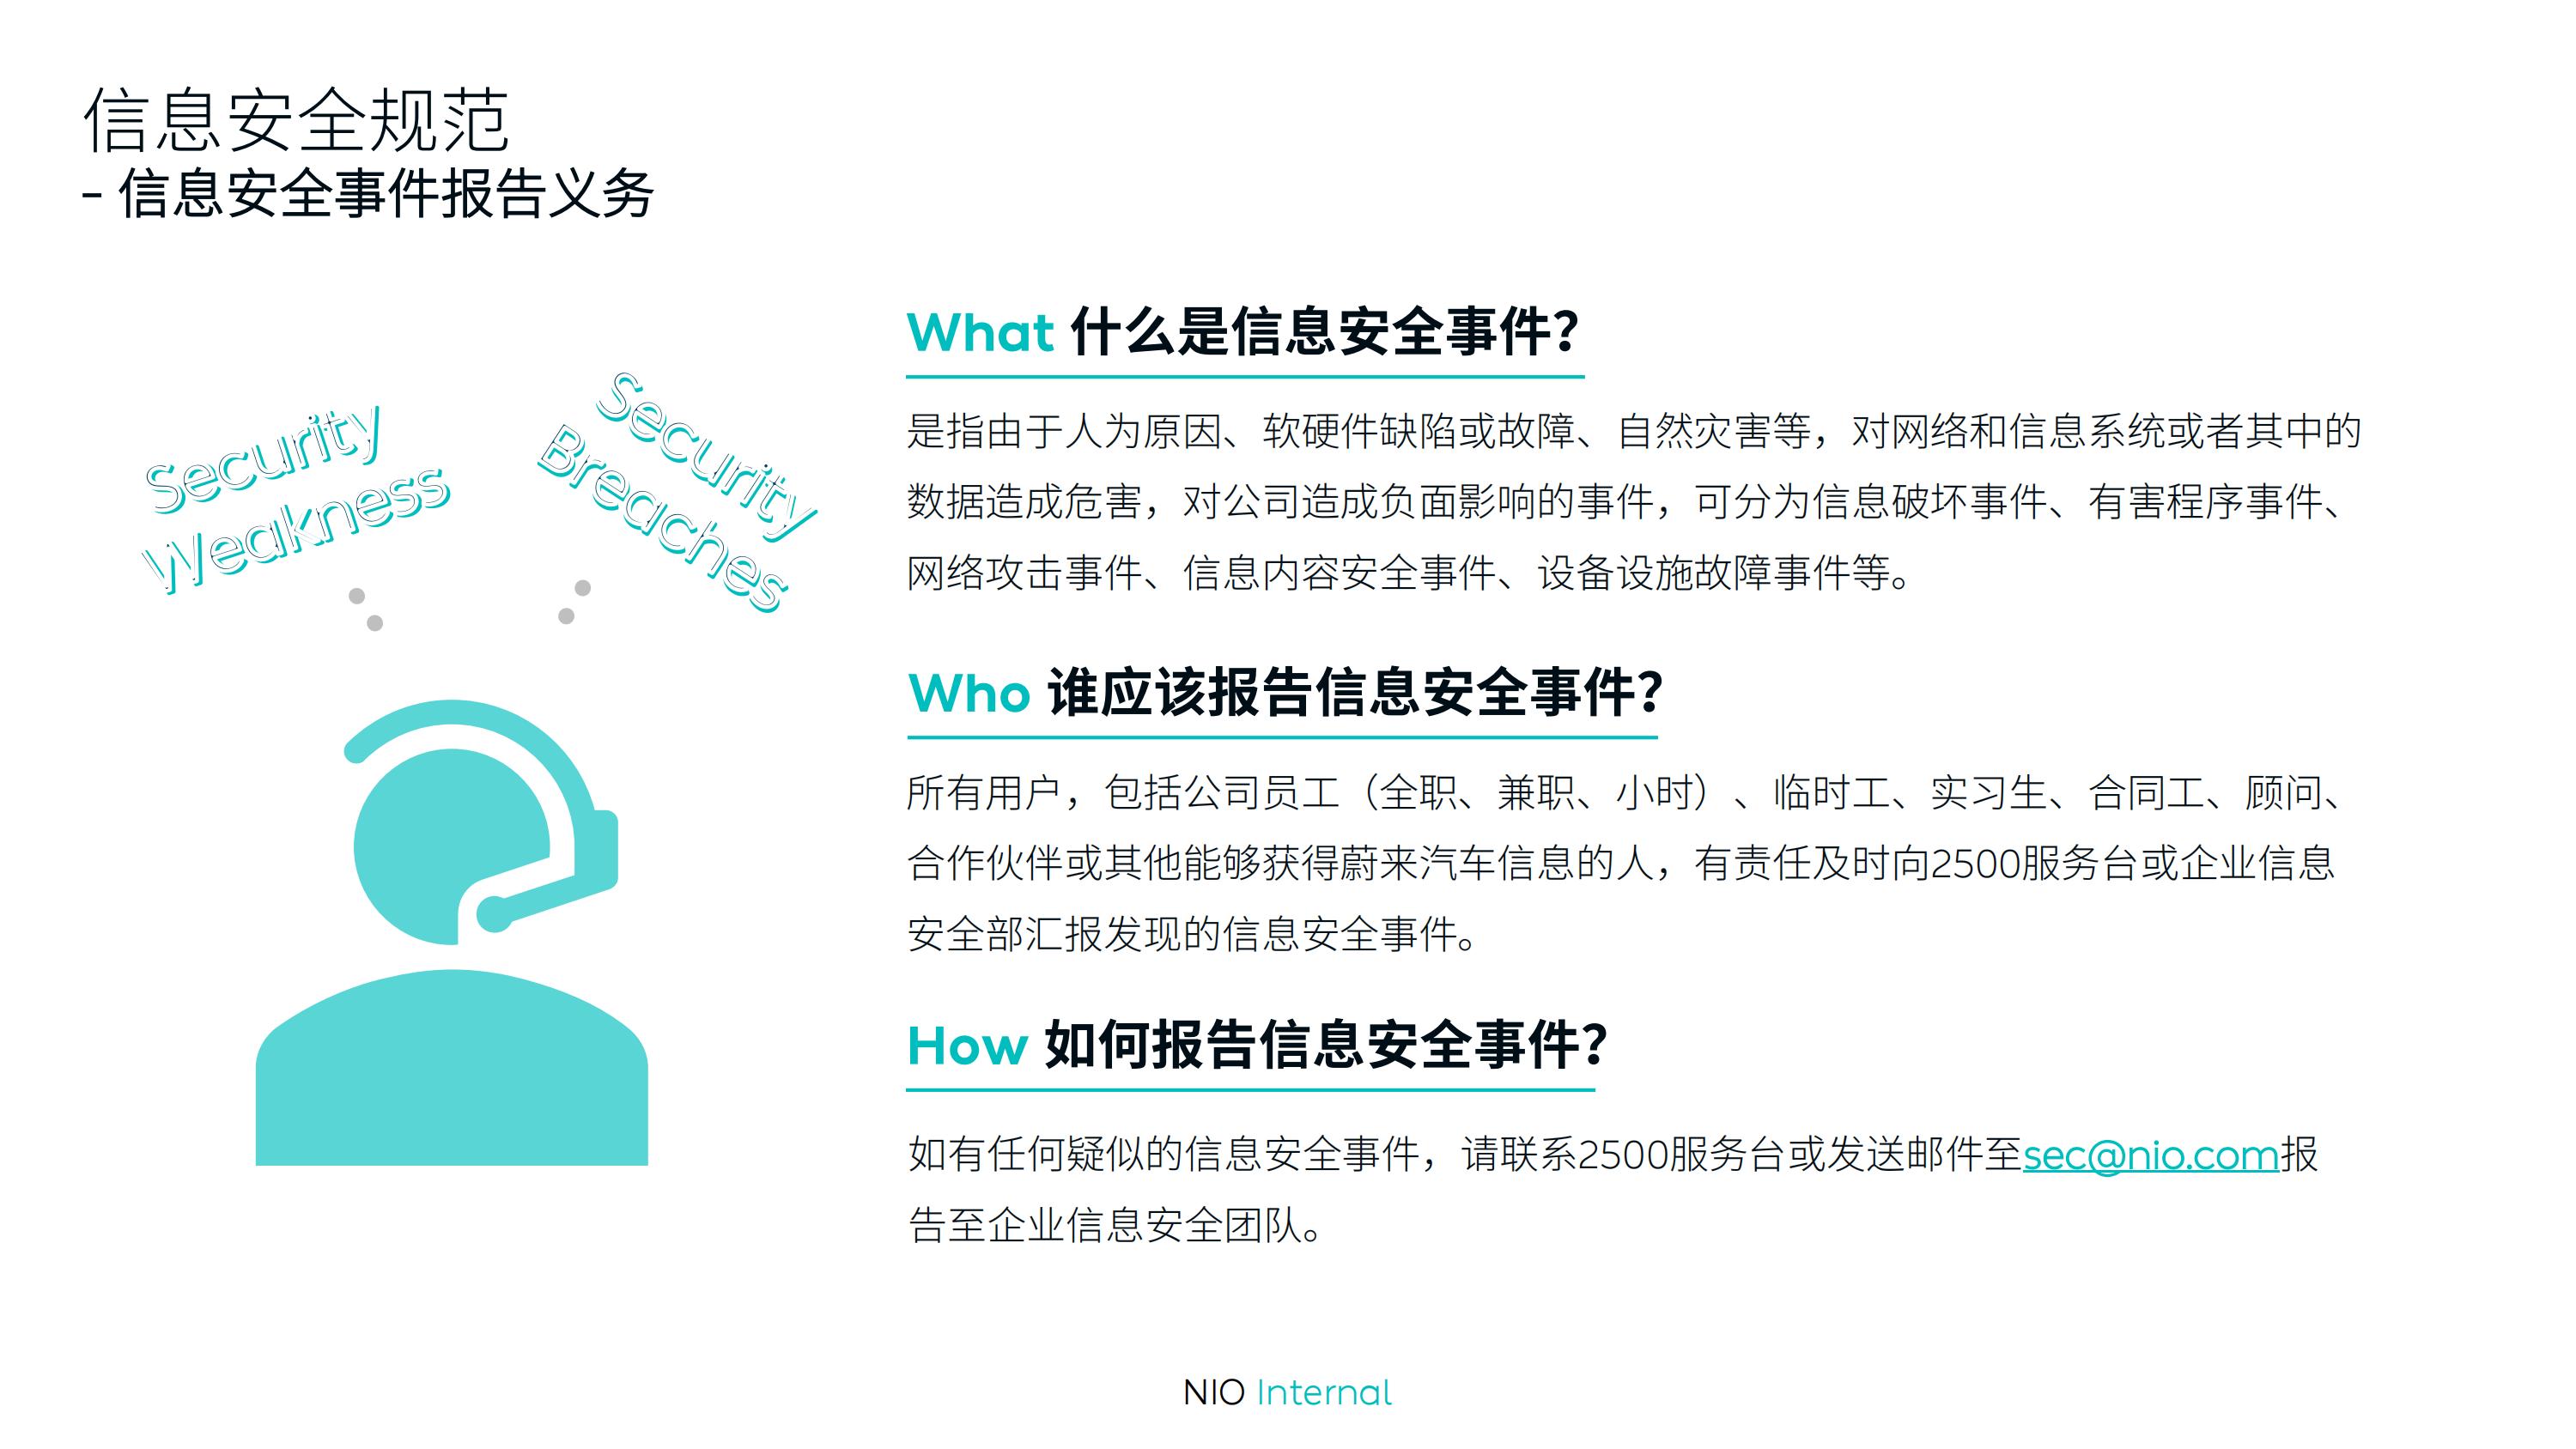 信息安全规范
- 信息安全事件报告义务
Security
Weakness
Security
Breaches
What 什么是信息安全事件?
是指由于人为原因、软硬件缺陷或故障、自然灾害等，对网络和信息系统或者其中的
数据造成危害，对公司造成负面影响的事件，可分为信息破坏事件、有害程序事件、
网络攻击事件、信息内容安全事件、设备设施故障事件等。
Who 谁应该报告信息安全事件?
所有用户，包括公司员工（全职、兼职、小时）、临时工、实习生、合同工、顾问、
合作伙伴或其他能够获得蔚来汽车信息的人，有责任及时向2500服务台或企业信息
安全部汇报发现的信息安全事件。
How 如何报告信息安全事件?
如有任何疑似的信息安全事件，请联系2500服务台或发送邮件至sec@nio.com报
告至企业信息安全团队。
NIO Internal